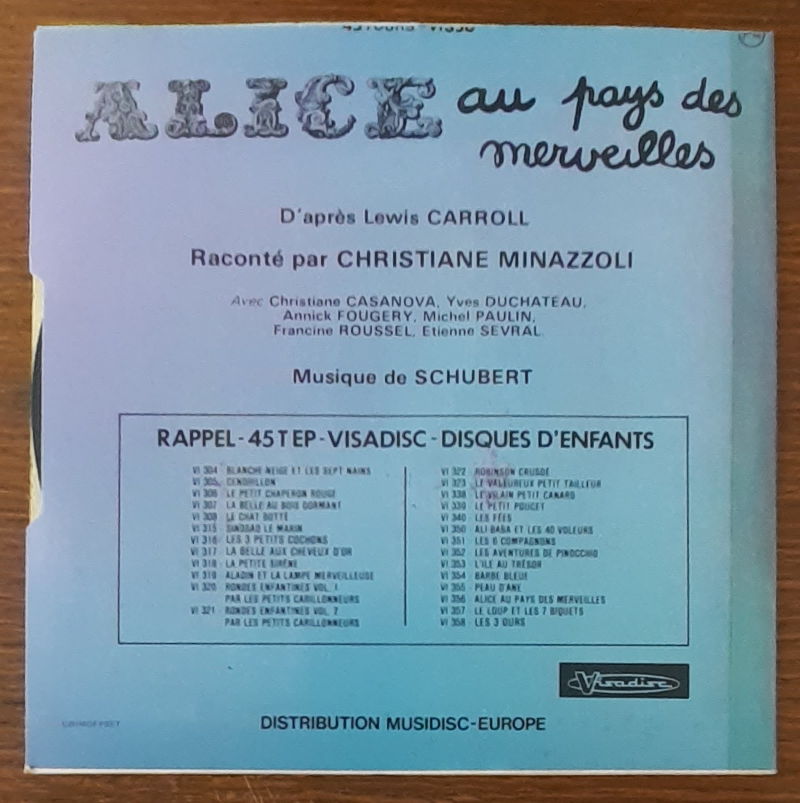 45 TOURS - VI356
ALICE au pays des
merveilles
D'après Lewis CARROLL
Raconté par CHRISTIANE MINAZZOLI
Avec Christiane CASANOVA, Yves DUCHATEAU,
Annick FOUGERY, Michel PAULIN,
Francine ROUSSEL, Etienne SEVRAL.
Musique de SCHUBERT
RAPPEL - 45 T EP - VISADISC - DISQUES D'ENFANTS
VI 304 BLANCHE NEIGE ET LES SEPT NAINS
VI 305 CENDRILLON
VI 306 LE PETIT CHAPERON ROUGE
VI 307 LA BELLE AU BOIS DORMANT
VI 309 LE CHAT BOTTÉ
VI 315 SINDBAD LE MARIN
VI 316 LES 3 PETITS COCHONS
VI 317 LA BELLE AUX CHEVEUX D'OR
VI 318 LA PETITE SIRÈNE
VI 319 ALADIN ET LA LAMPE MERVEILLEUSE
VI 320 RONDES ENFANTINES VOL. 1
PAR LES PETITS CARILLONNEURS
VI 321 RONDES ENFANTINES VOL. 2
PAR LES PETITS CARILLONNEURS
VI 322 ROBINSON CRUSOÉ
VI 323 LE VALEUREUX PETIT TAILLEUR
VI 338 LE VILAIN PETIT CANARD
VI 339 LE PETIT POUCET
VI 340 LES FÉES
VI 350 ALI BABA ET LES 40 VOLEURS
VI 351 LES 6 COMPAGNONS
VI 352 LES AVENTURES DE PINOCCHIO
VI 353 L'ILE AU TRÉSOR
VI 354 BARBE BLEUE
VI 355 PEAU D'ANE
VI 356 ALICE AU PAYS DES MERVEILLES
VI 357 LE LOUP ET LES 7 BIQUETS
VI 358 LES 3 OURS
Visadisc
DISTRIBUTION MUSIDISC-EUROPE